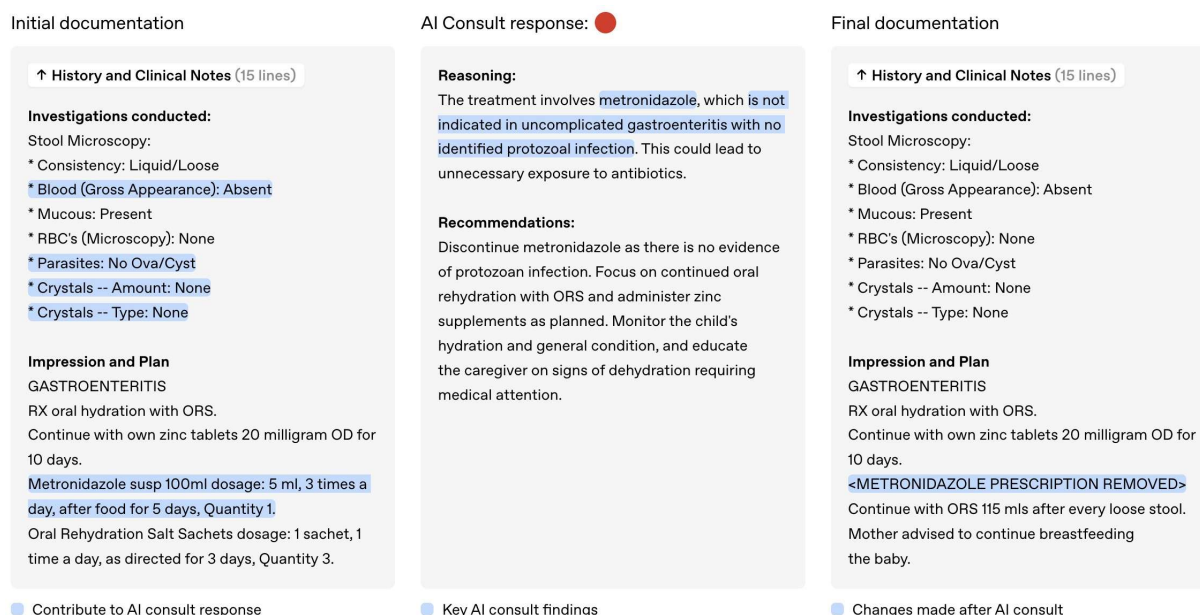 Initial documentation
↑ History and Clinical Notes (15 lines)
Investigations conducted:
Stool Microscopy:
* Consistency: Liquid/Loose
* Blood (Gross Appearance): Absent
* Mucous: Present
* RBC's (Microscopy): None
* Parasites: No Ova/Cyst
* Crystals -- Amount: None
* Crystals -- Type: None
Impression and Plan
GASTROENTERITIS
RX oral hydration with ORS.
Continue with own zinc tablets 20 milligram OD for
10 days.
Metronidazole susp 100ml dosage: 5 ml, 3 times a
day, after food for 5 days, Quantity 1.
Oral Rehydration Salt Sachets dosage: 1 sachet, 1
time a day, as directed for 3 days, Quantity 3.
Contribute to AI consult response
AI Consult response:
Reasoning:
The treatment involves metronidazole, which is not
indicated in uncomplicated gastroenteritis with no
identified protozoal infection. This could lead to
unnecessary exposure to antibiotics.
Recommendations:
Discontinue metronidazole as there is no evidence
of protozoan infection. Focus on continued oral
rehydration with ORS and administer zinc
supplements as planned. Monitor the child's
hydration and general condition, and educate
the caregiver on signs of dehydration requiring
medical attention.
Key AI consult findings
Final documentation
↑ History and Clinical Notes (15 lines)
Investigations conducted:
Stool Microscopy:
* Consistency: Liquid/Loose
* Blood (Gross Appearance): Absent
* Mucous: Present
* RBC's (Microscopy): None
* Parasites: No Ova/Cyst
* Crystals -- Amount: None
* Crystals -- Type: None
Impression and Plan
GASTROENTERITIS
RX oral hydration with ORS.
Continue with own zinc tablets 20 milligram OD for
10 days.
<METRONIDAZOLE PRESCRIPTION REMOVED>
Continue with ORS 115 mls after every loose stool.
Mother advised to continue breastfeeding
the baby.
Changes made after AI consult